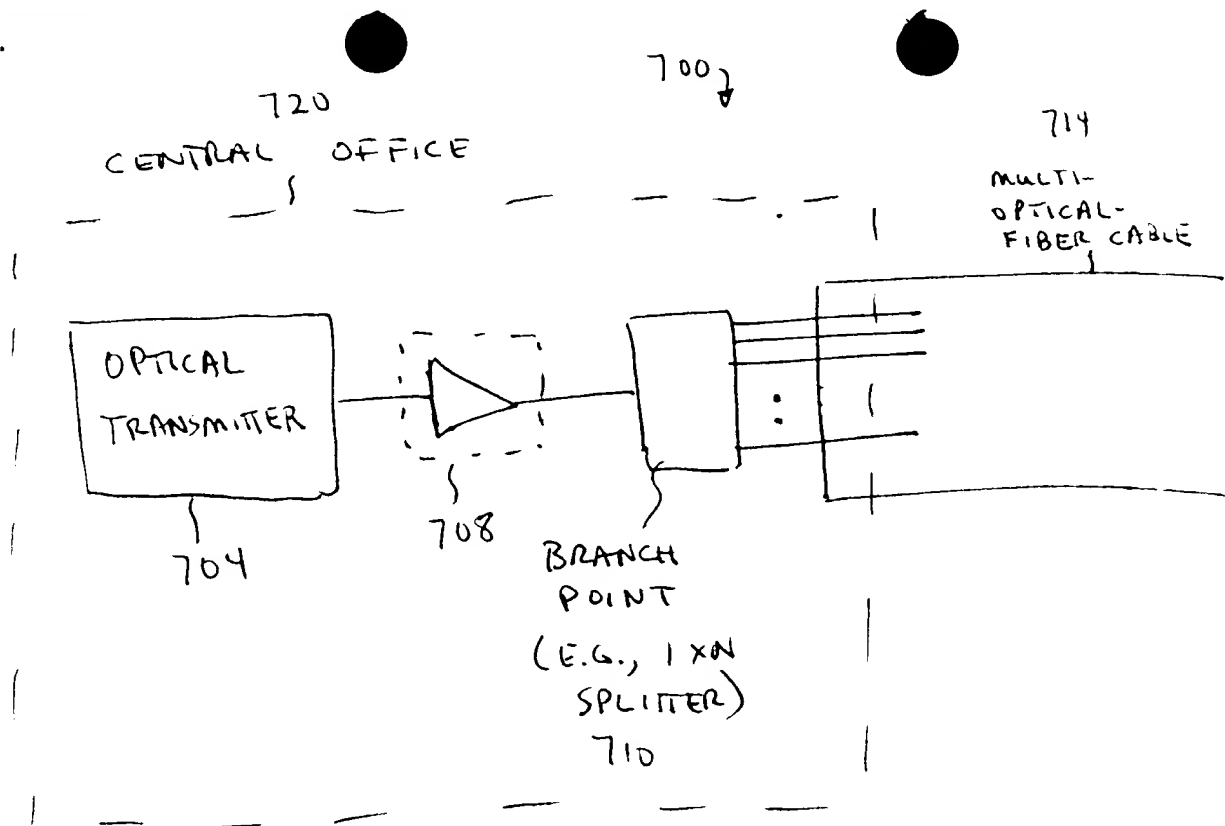 700
720
CENTRAL OFFICE
714
MULTI-
OPTICAL-
FIBER CABLE
OPTICAL
TRANSMITTER
704
708
BRANCH
POINT
(E.G., 1XN
SPLITTER)
710